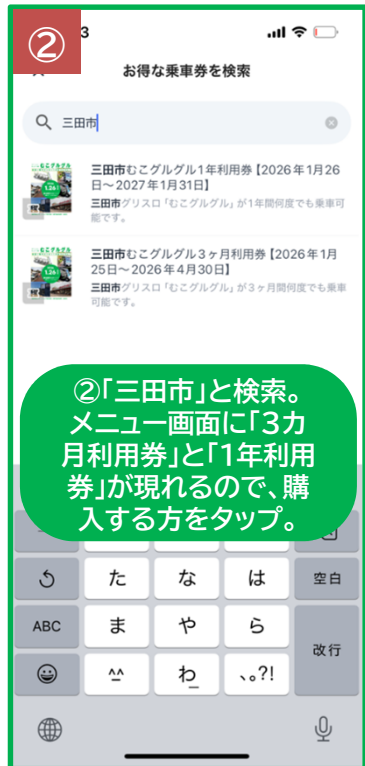 ②
3
お得な乗車券を検索
三田市
三田市むこグルグル1年利用券【2026年1月26
日～2027年1月31日】
三田市グリスロ「むこグルグル」が1年間何度でも乗車可
能です。
三田市むこグルグル3ヶ月利用券【2026年1月
25日～2026年4月30日】
三田市グリスロ「むこグルグル」が3ヶ月間何度でも乗車
可能です。
②「三田市」と検索。
メニュー画面に「3カ
月利用券」と「1年利用
券」が現れるので、購
入する方をタップ。
た な は 空白
ABC ま や ら
改行
^^ わ 、。?!